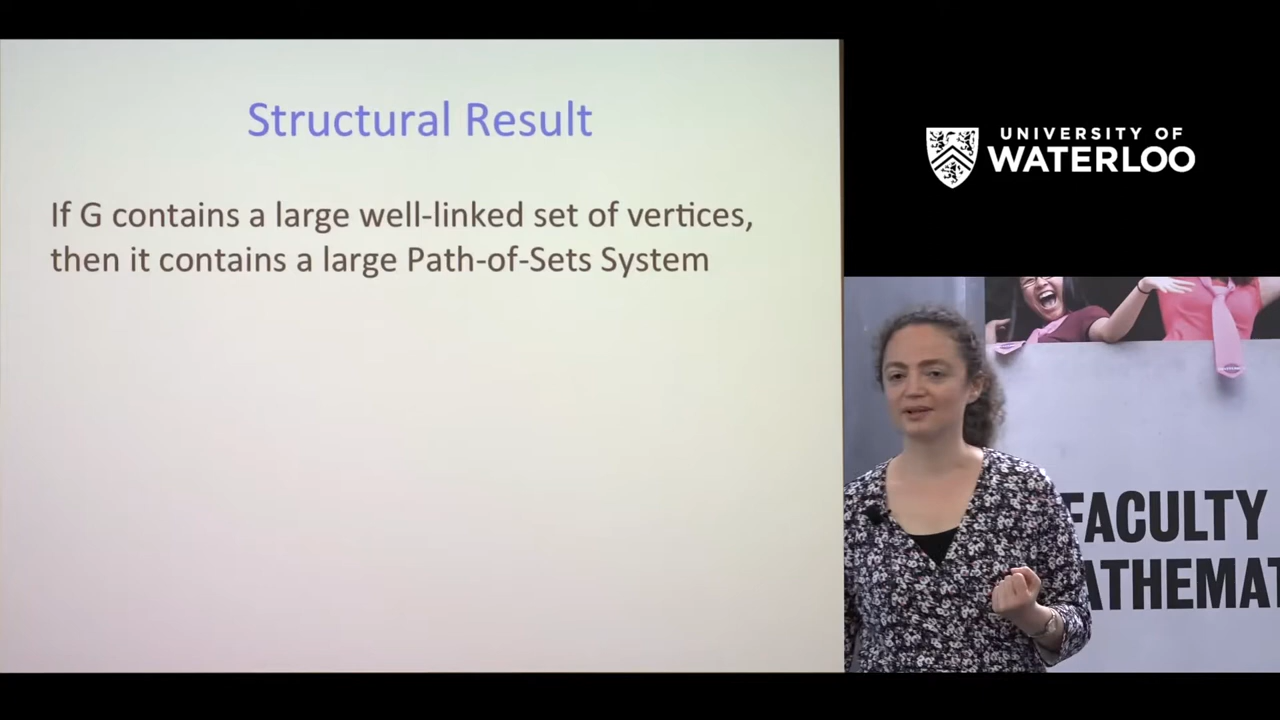 Structural Result
If G contains a large well-linked set of vertices,
then it contains a large Path-of-Sets System
UNIVERSITY OF
WATERLOO
FACULTY
ATHEMAT